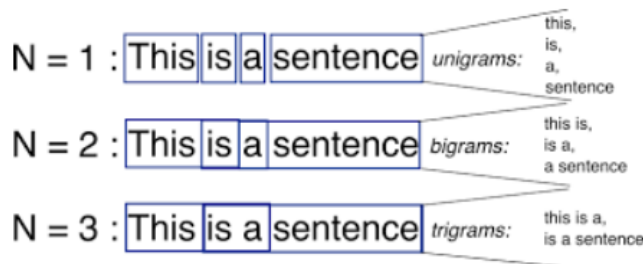 N = 1 : This is a sentence unigrams:
this,
is,
a,
sentence
N = 2 : This is a sentence bigrams:
this is,
is a,
a sentence
N = 3 : This is a sentence trigrams:
this is a,
is a sentence